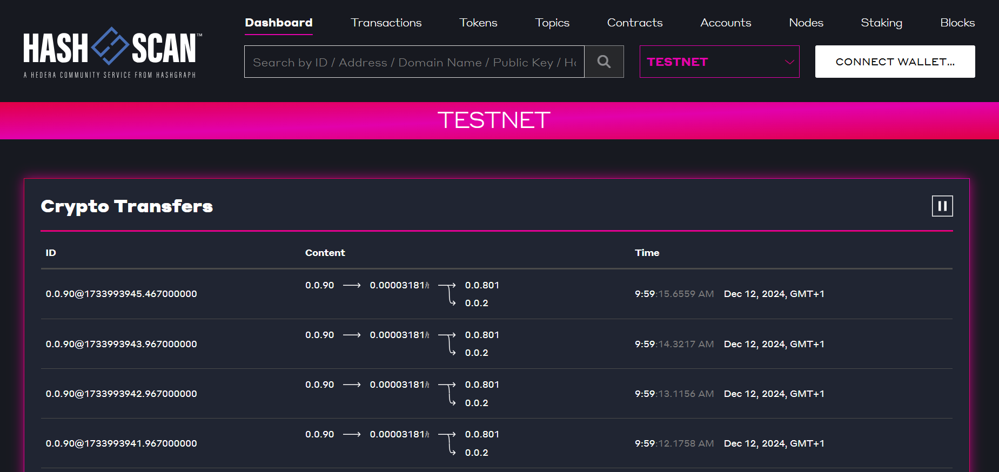 Dashboard Transactions Tokens Topics Contracts Accounts Nodes Staking Blocks
HASH SCAN™
A HEDERA COMMUNITY SERVICE FROM HASHGRAPH
Search by ID / Address / Domain Name / Public Key / Ha
TESTNET
CONNECT WALLET...
TESTNET
Crypto Transfers
ID Content Time
0.0.90@1733993945.467000000 0.0.90 0.00003181ℏ 0.0.801 9:59:15.6559 AM Dec 12, 2024, GMT+1
0.0.2
0.0.90@1733993943.967000000 0.0.90 0.00003181ℏ 0.0.801 9:59:14.3217 AM Dec 12, 2024, GMT+1
0.0.2
0.0.90@1733993942.967000000 0.0.90 0.00003181ℏ 0.0.801 9:59:13.1156 AM Dec 12, 2024, GMT+1
0.0.2
0.0.90@1733993941.967000000 0.0.90 0.00003181ℏ 0.0.801 9:59:12.1758 AM Dec 12, 2024, GMT+1
0.0.2